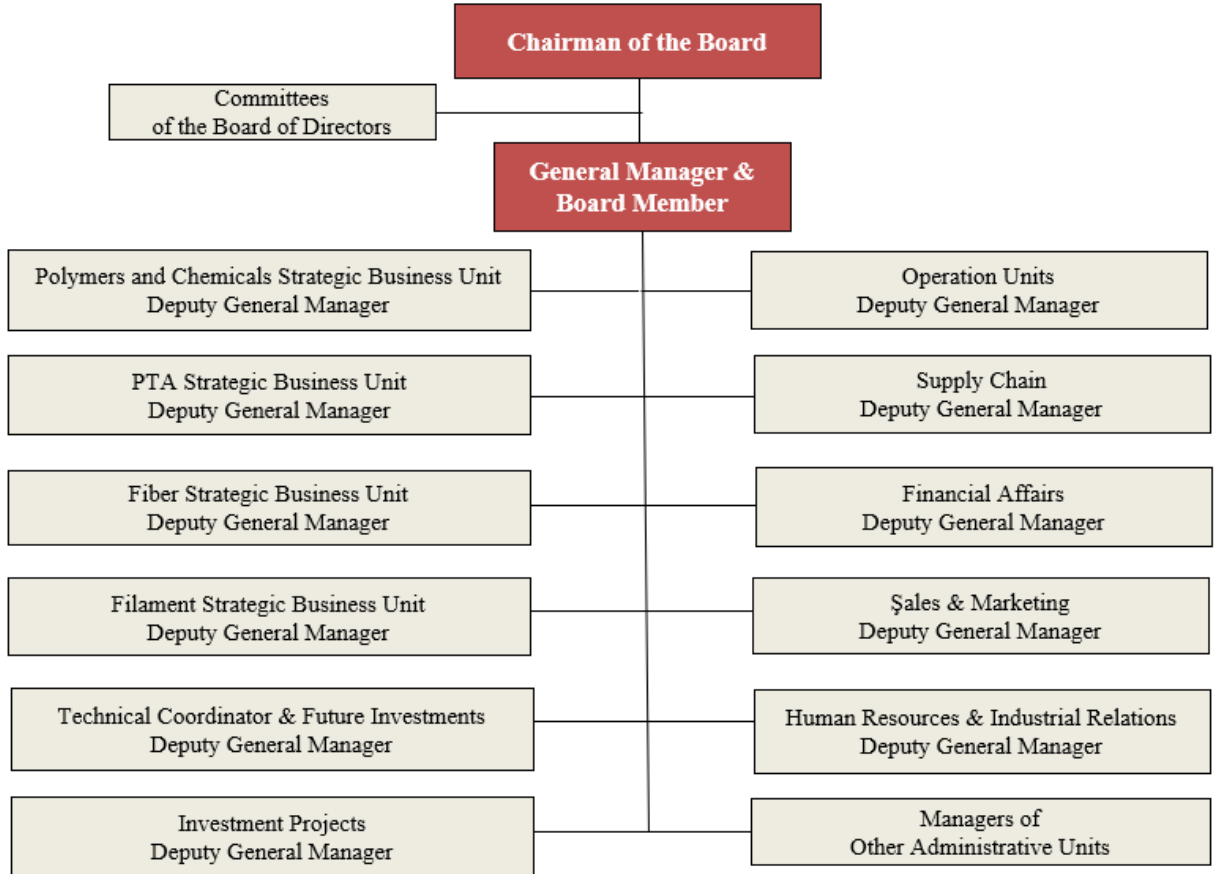 Chairman of the Board
Committees
of the Board of Directors
General Manager &
Board Member
Polymers and Chemicals Strategic Business Unit
Deputy General Manager
Operation Units
Deputy General Manager
PTA Strategic Business Unit
Deputy General Manager
Supply Chain
Deputy General Manager
Fiber Strategic Business Unit
Deputy General Manager
Financial Affairs
Deputy General Manager
Filament Strategic Business Unit
Deputy General Manager
Şales & Marketing
Deputy General Manager
Technical Coordinator & Future Investments
Deputy General Manager
Human Resources & Industrial Relations
Deputy General Manager
Investment Projects
Deputy General Manager
Managers of
Other Administrative Units